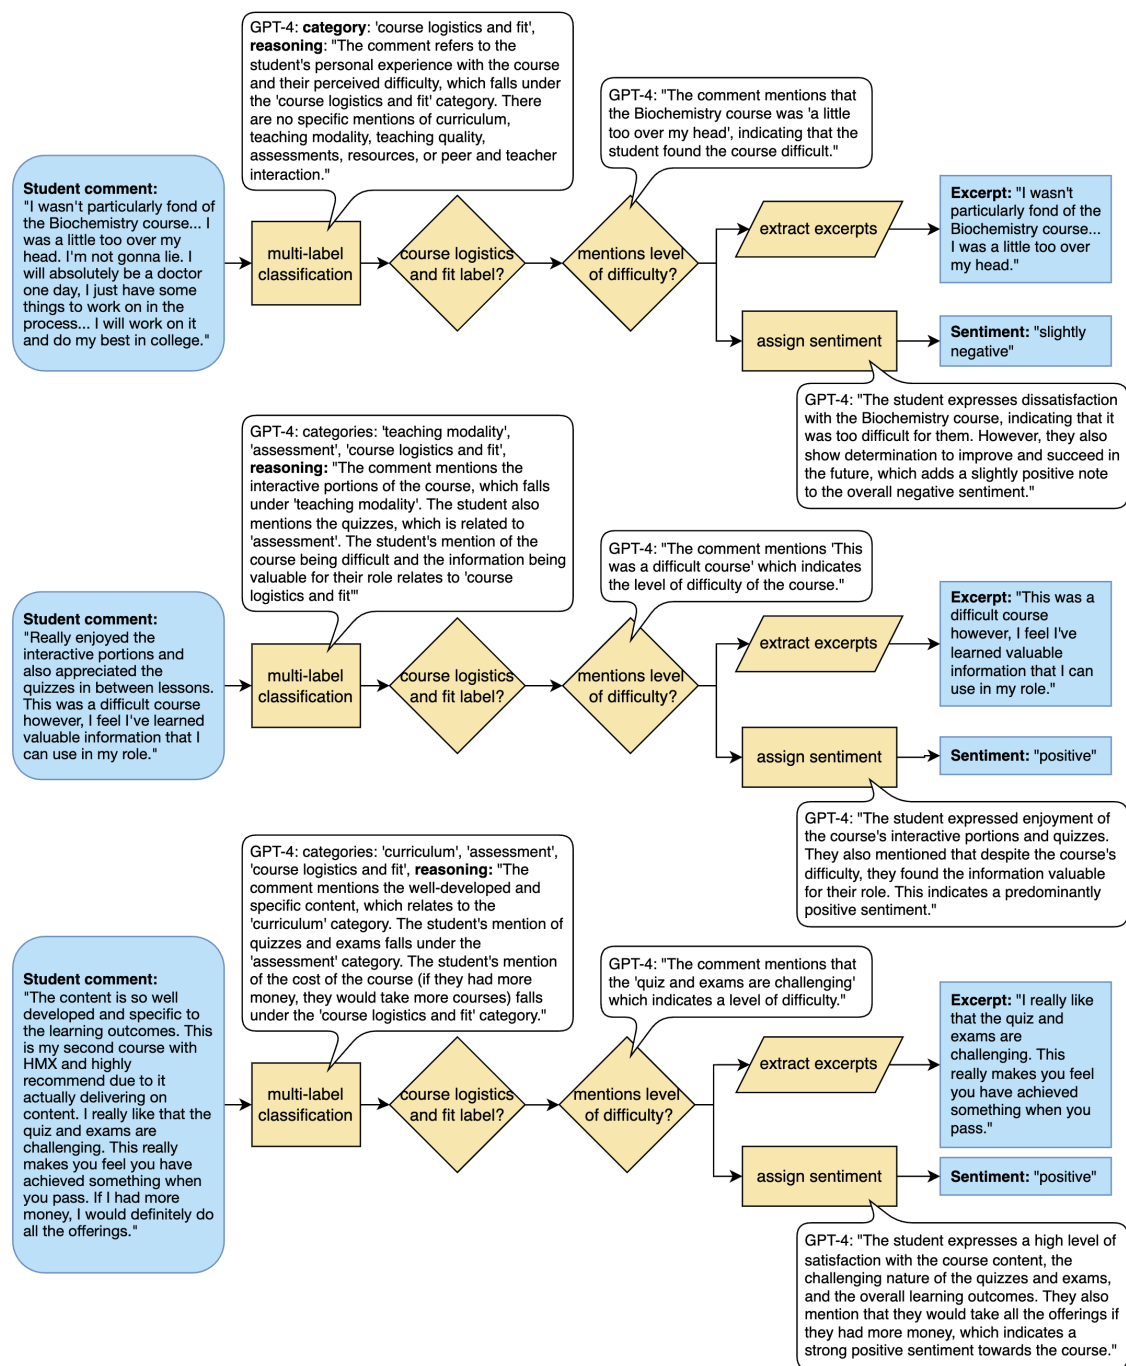 GPT-4: category: 'course logistics and fit',
reasoning: "The comment refers to the
student's personal experience with the course
and their perceived difficulty, which falls under
the 'course logistics and fit' category. There
are no specific mentions of curriculum,
teaching modality, teaching quality,
assessments, resources, or peer and teacher
interaction."
GPT-4: "The comment mentions that
the Biochemistry course was 'a little
too over my head', indicating that the
student found the course difficult."
Student comment:
"I wasn't particularly fond of
the Biochemistry course... I
was a little too over my
head. I'm not gonna lie. I
will absolutely be a doctor
one day, I just have some
things to work on in the
process... I will work on it
and do my best in college."
multi-label
classification
course logistics
and fit label?
mentions level
of difficulty?
extract excerpts
Excerpt: "I wasn't
particularly fond of the
Biochemistry course...
I was a little too over
my head."
assign sentiment
Sentiment: "slightly
negative"
GPT-4: "The student expresses dissatisfaction
with the Biochemistry course, indicating that it
was too difficult for them. However, they also
show determination to improve and succeed in
the future, which adds a slightly positive note
to the overall negative sentiment."
GPT-4: categories: 'teaching modality',
'assessment', 'course logistics and fit',
reasoning: "The comment mentions the
interactive portions of the course, which falls
under 'teaching modality'. The student also
mentions the quizzes, which is related to
'assessment'. The student's mention of the
course being difficult and the information being
valuable for their role relates to 'course
logistics and fit'"
GPT-4: "The comment mentions 'This
was a difficult course' which indicates
the level of difficulty of the course."
Student comment:
"Really enjoyed the
interactive portions and
also appreciated the
quizzes in between lessons.
This was a difficult course
however, I feel I've learned
valuable information that I
can use in my role."
multi-label
classification
course logistics
and fit label?
mentions level
of difficulty?
extract excerpts
Excerpt: "This was a
difficult course
however, I feel I've
learned valuable
information that I can
use in my role."
assign sentiment
Sentiment: "positive"
GPT-4: "The student expressed enjoyment of
the course's interactive portions and quizzes.
They also mentioned that despite the course's
difficulty, they found the information valuable
for their role. This indicates a predominantly
positive sentiment."
GPT-4: categories: 'curriculum', 'assessment',
'course logistics and fit', reasoning: "The
comment mentions the well-developed and
specific content, which relates to the
'curriculum' category. The student's mention of
quizzes and exams falls under the
'assessment' category. The student's mention
of the cost of the course (if they had more
money, they would take more courses) falls
under the 'course logistics and fit' category."
GPT-4: "The comment mentions that
the 'quiz and exams are challenging'
which indicates a level of difficulty."
Student comment:
"The content is so well
developed and specific to
the learning outcomes. This
is my second course with
HMX and highly
recommend due to it
actually delivering on
content. I really like that the
quiz and exams are
challenging. This really
makes you feel you have
achieved something when
you pass. If I had more
money, I would definitely do
all the offerings."
multi-label
classification
course logistics
and fit label?
mentions level
of difficulty?
extract excerpts
Excerpt: "I really like
that the quiz and
exams are
challenging. This
really makes you feel
you have achieved
something when you
pass."
assign sentiment
Sentiment: "positive"
GPT-4: "The student expresses a high level of
satisfaction with the course content, the
challenging nature of the quizzes and exams,
and the overall learning outcomes. They also
mention that they would take all the offerings if
they had more money, which indicates a
strong positive sentiment towards the course."